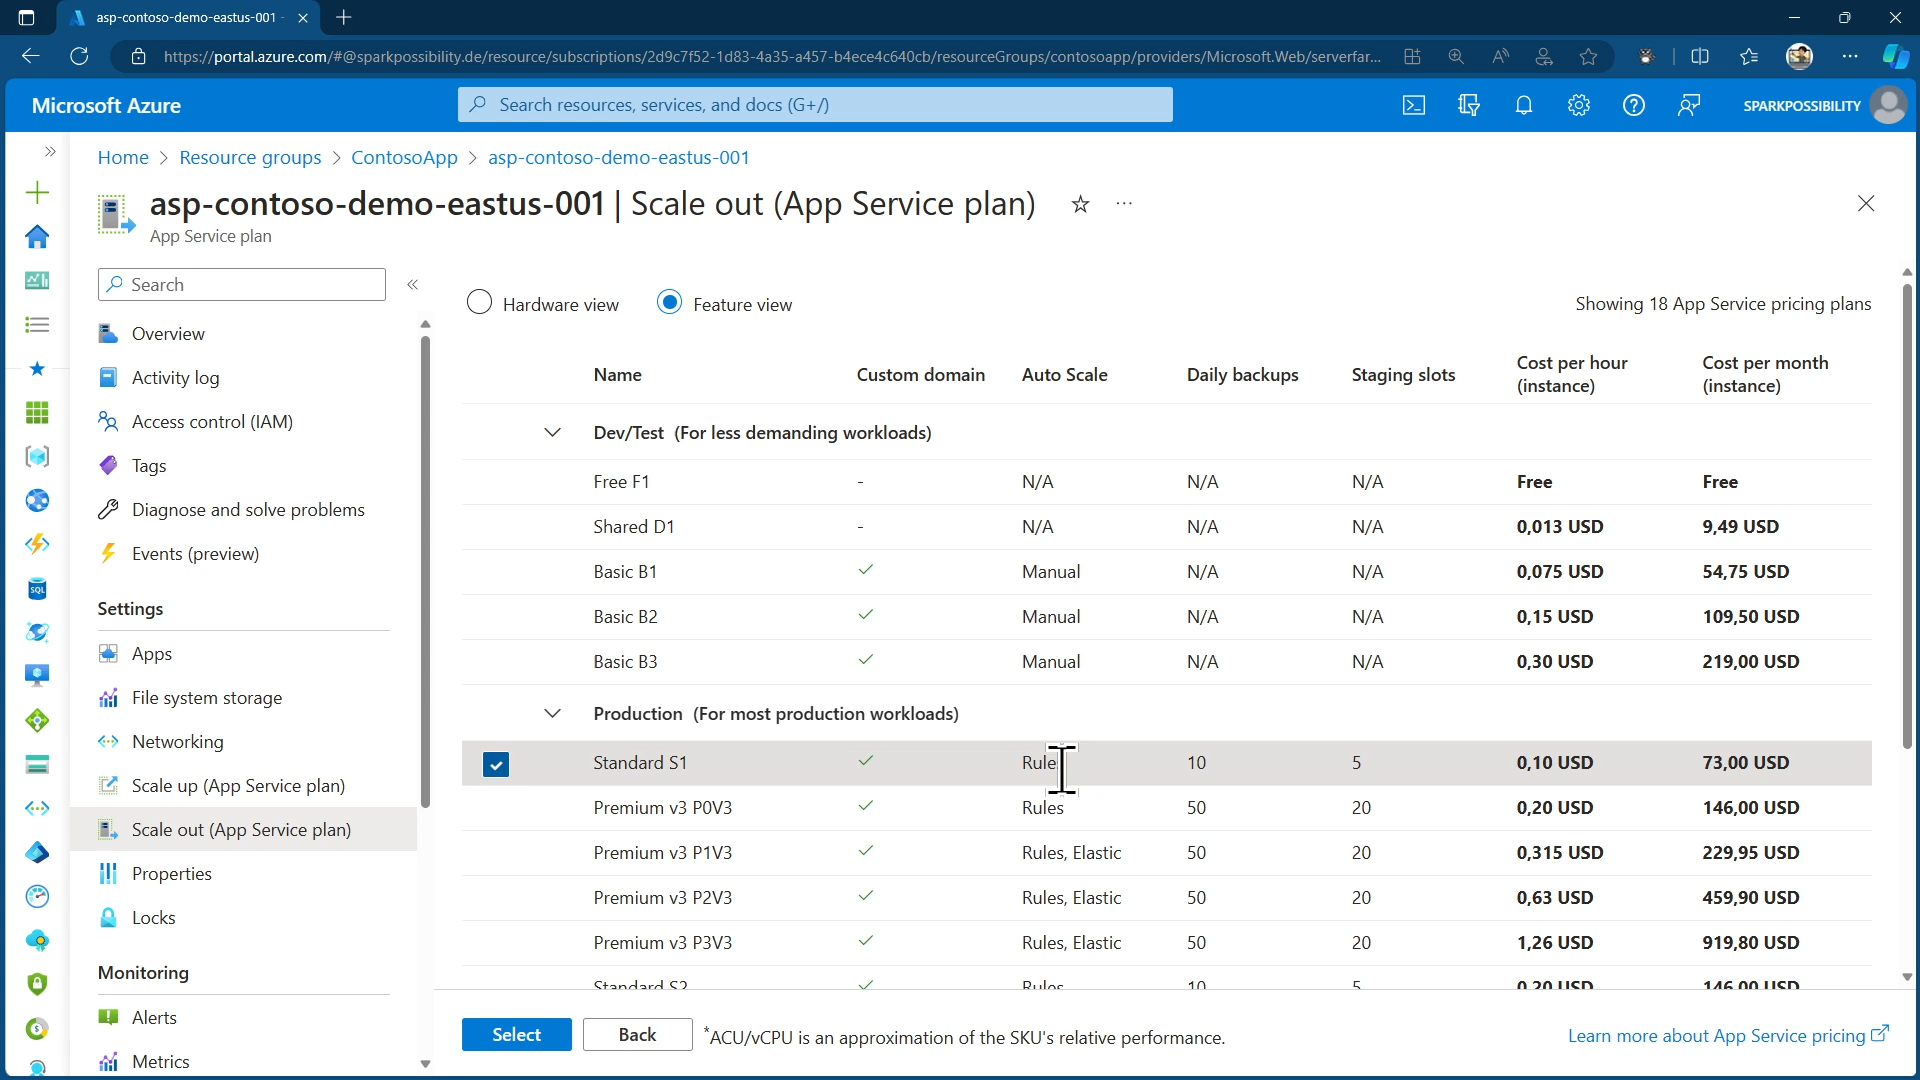 asp-contoso-demo-eastus-001 -
https://portal.azure.com/#@sparkpossibility.de/resource/subscriptions/2d9c7f52-1d83-4a35-a457-b4ece4c640cb/resourceGroups/contosoapp/providers/Microsoft.Web/serverfar...
Microsoft Azure
Search resources, services, and docs (G+/)
SPARKPOSSIBILITY
Home > Resource groups > ContosoApp > asp-contoso-demo-eastus-001
asp-contoso-demo-eastus-001 | Scale out (App Service plan)
App Service plan
Search
Overview
Activity log
Access control (IAM)
Tags
Diagnose and solve problems
Events (preview)
Settings
Apps
File system storage
Networking
Scale up (App Service plan)
Scale out (App Service plan)
Properties
Locks
Monitoring
Alerts
Metrics
Hardware view Feature view Showing 18 App Service pricing plans
Name Custom domain Auto Scale Daily backups Staging slots Cost per hour (instance) Cost per month (instance)
Dev/Test (For less demanding workloads)
Free F1 - N/A N/A N/A Free Free
Shared D1 - N/A N/A N/A 0,013 USD 9,49 USD
Basic B1 Manual N/A N/A 0,075 USD 54,75 USD
Basic B2 Manual N/A N/A 0,15 USD 109,50 USD
Basic B3 Manual N/A N/A 0,30 USD 219,00 USD
Production (For most production workloads)
Standard S1 Rule 10 5 0,10 USD 73,00 USD
Premium v3 P0V3 Rules 50 20 0,20 USD 146,00 USD
Premium v3 P1V3 Rules, Elastic 50 20 0,315 USD 229,95 USD
Premium v3 P2V3 Rules, Elastic 50 20 0,63 USD 459,90 USD
Premium v3 P3V3 Rules, Elastic 50 20 1,26 USD 919,80 USD
Standard S2 Rules 10 5 0,20 USD 146,00 USD
Select Back *ACU/vCPU is an approximation of the SKU's relative performance. Learn more about App Service pricing
SQL